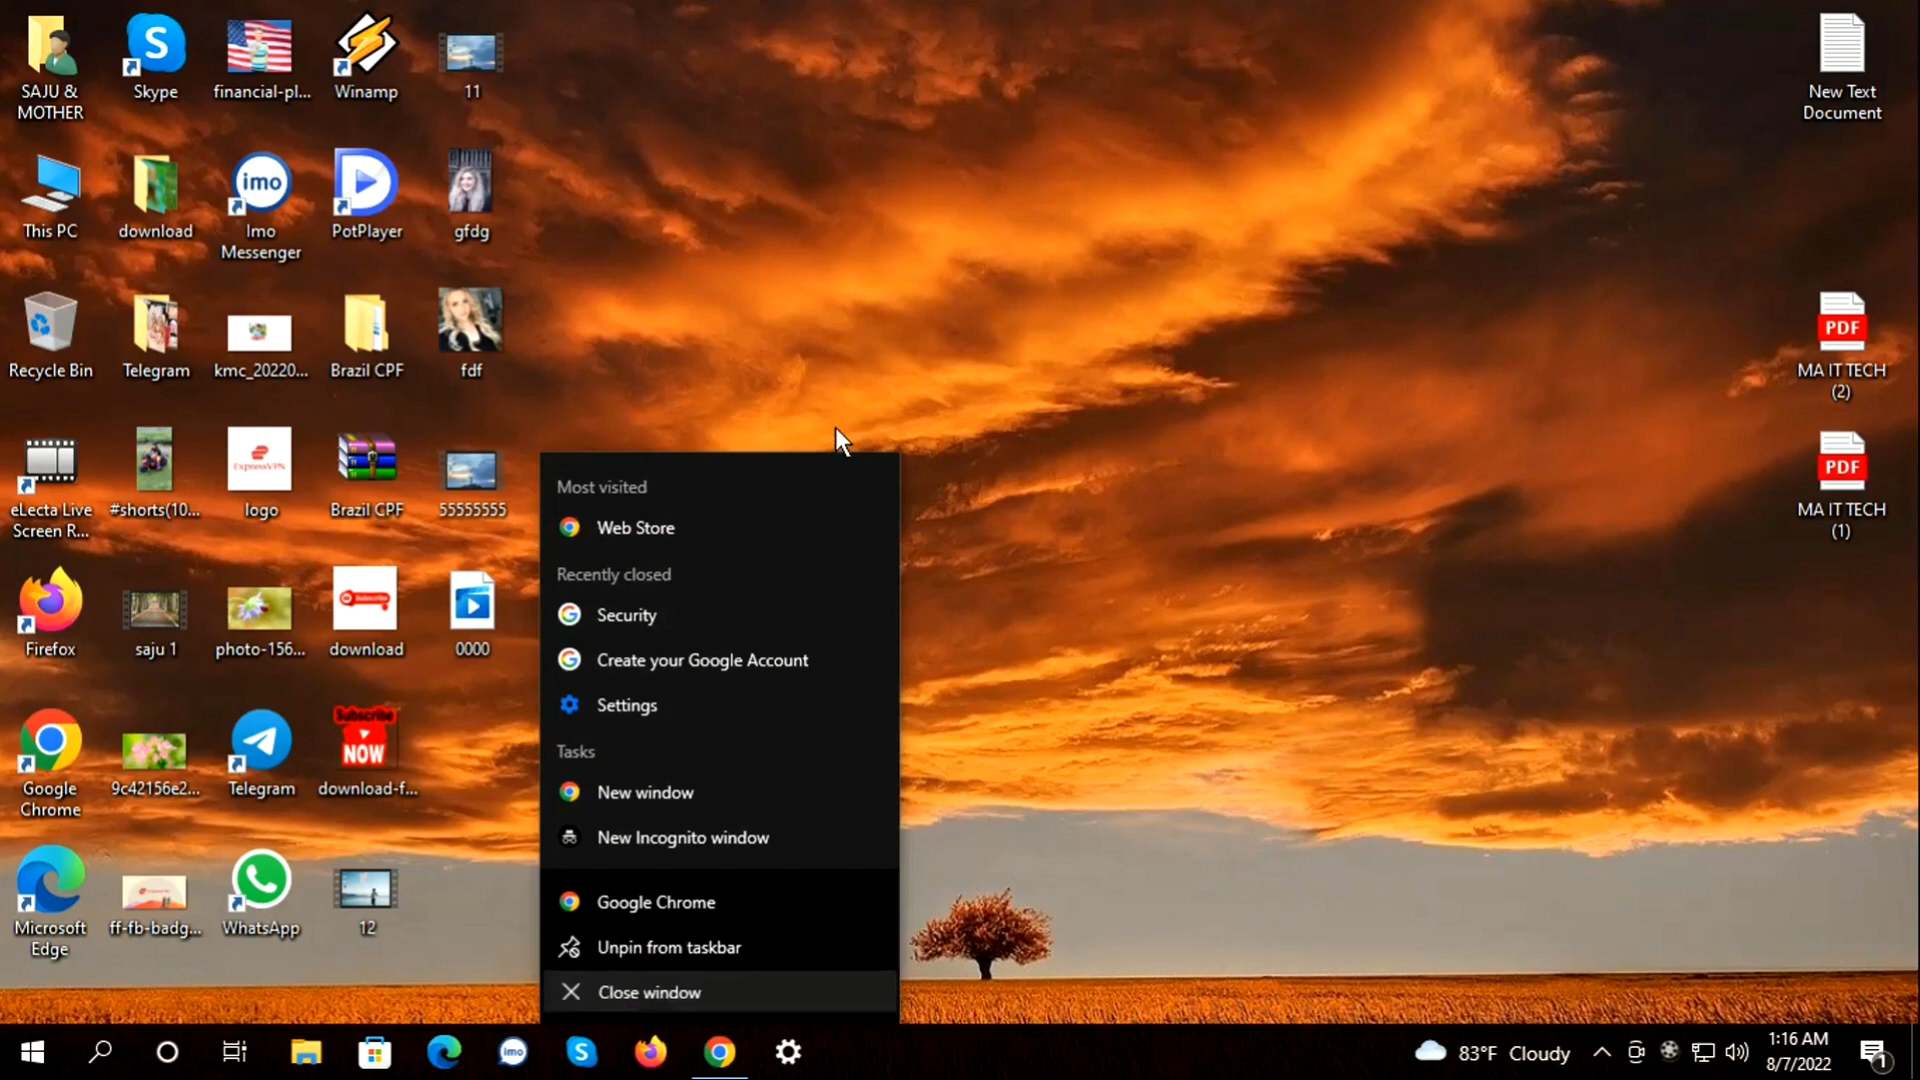 SAJU &
MOTHER
Skype
financial-pl...
Winamp
11
New Text
Document
This PC
download
imo
Imo
Messenger
PotPlayer
gfdg
Recycle Bin
Telegram
kmc_20220...
Brazil CPF
fdf
PDF
MA IT TECH
(2)
eLecta Live
Screen R...
#shorts(10...
ExpressVPN
logo
Brazil CPF
55555555
PDF
MA IT TECH
(1)
Firefox
saju 1
photo-156...
Subscribe
download
0000
Google
Chrome
9c42156e2...
Telegram
Subscribe
NOW
download-f...
Microsoft
Edge
ff-fb-badg...
WhatsApp
12
Most visited
Web Store
Recently closed
Security
Create your Google Account
Settings
Tasks
New window
New Incognito window
Google Chrome
Unpin from taskbar
Close window
imo
83°F Cloudy
1:16 AM
8/7/2022
1